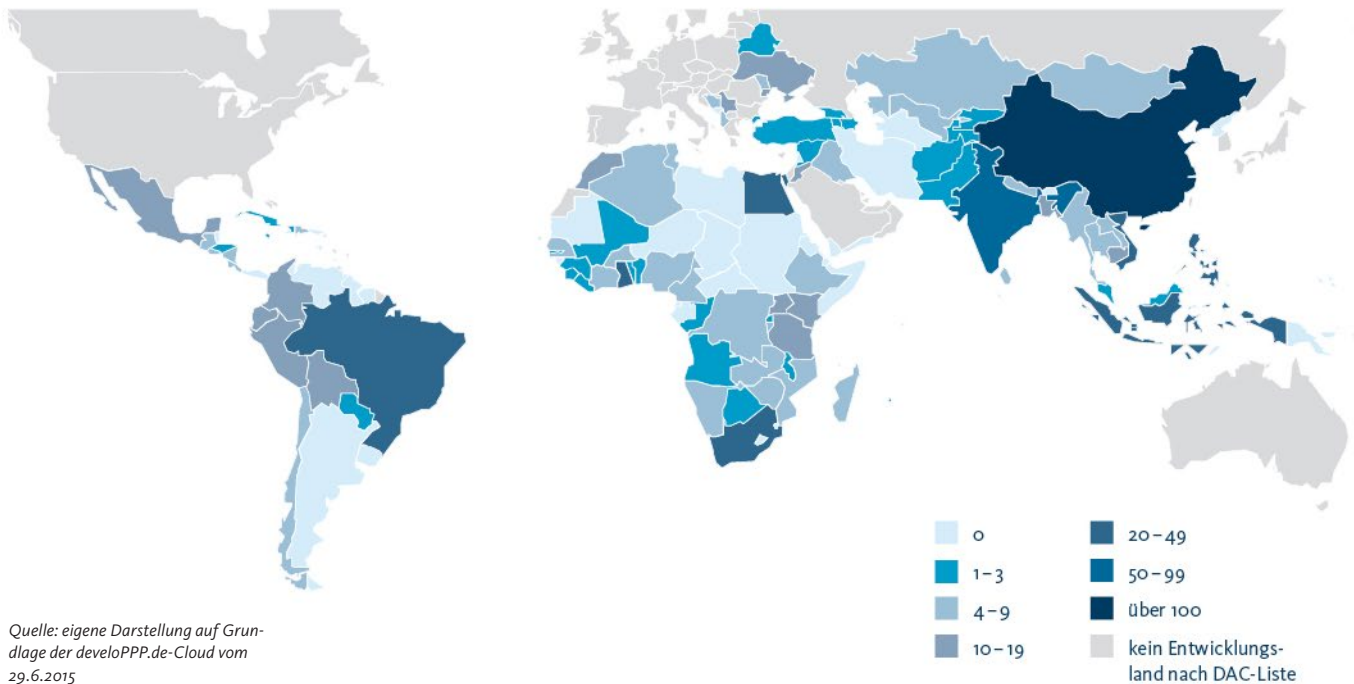 0
1–3
4–9
10–19
20–49
50–99
über 100
kein Entwicklungs-
land nach DAC-Liste
Quelle: eigene Darstellung auf Grun-
dlage der develoPPP.de-Cloud vom
29.6.2015